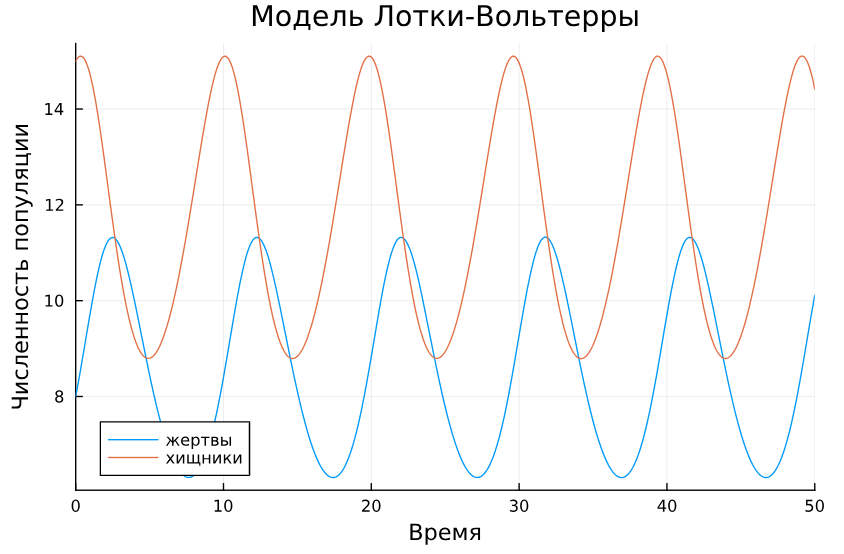 Модель Лотки-Вольтерры
Численность популяции
14
12
10
8
жертвы
хищники
0 10 20 30 40 50
Время